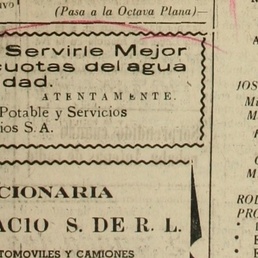 (Pasa a la Octava Plana)—
Servirle Mejor
cuotas del agua
dad.
ATENTAMENTE.
Potable y Servicios
ios S.A.
CIONARIA
ACIO S. DE R. L.
TOMOVILES Y CAMIONES
JOS
ME
M
M
ROD
PRO